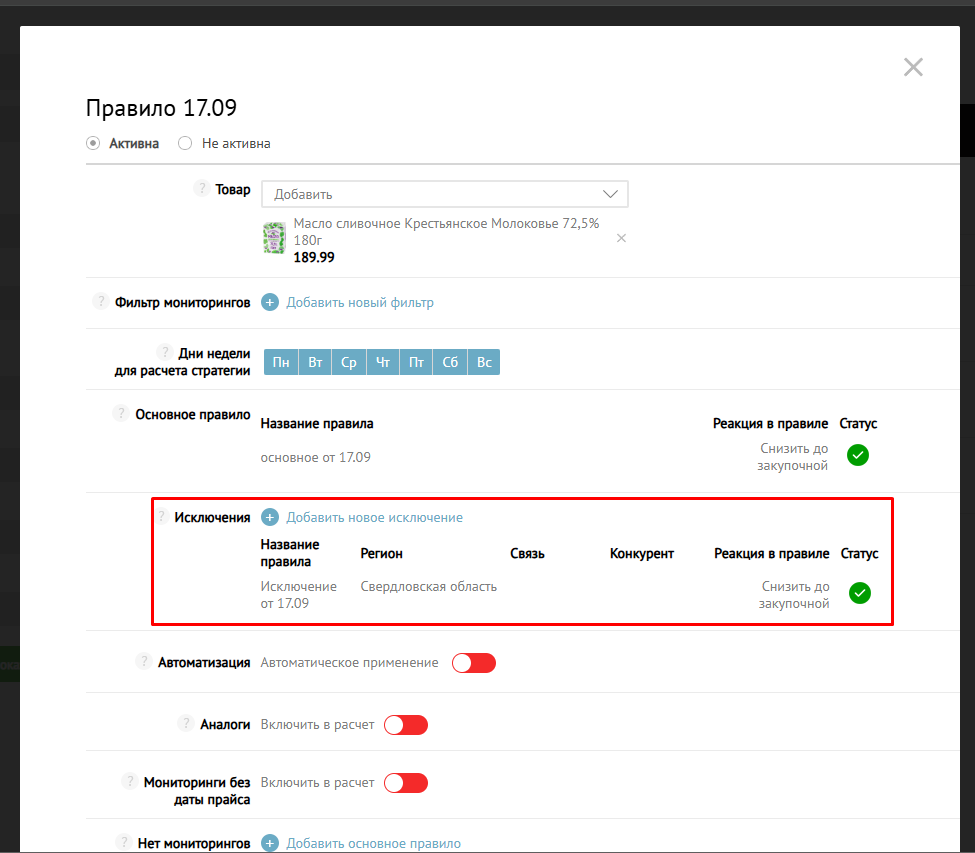 Правило 17.09
Активна Не активна
? Товар Добавить
Масло сливочное Крестьянское Молоковье 72,5%
180г
189.99
? Фильтр мониторингов + Добавить новый фильтр
? Дни недели
для расчета стратегии
Пн Вт Ср Чт Пт Сб Вс
? Основное правило
Название правила Реакция в правиле Статус
основное от 17.09 Снизить до
закупочной
? Исключения + Добавить новое исключение
Название
правила Регион Связь Конкурент Реакция в правиле Статус
Исключение
от 17.09 Свердловская область Снизить до
закупочной
? Автоматизация Автоматическое применение
? Аналоги Включить в расчет
? Мониторинги без
даты прайса Включить в расчет
? Нет мониторингов + Добавить основное правило